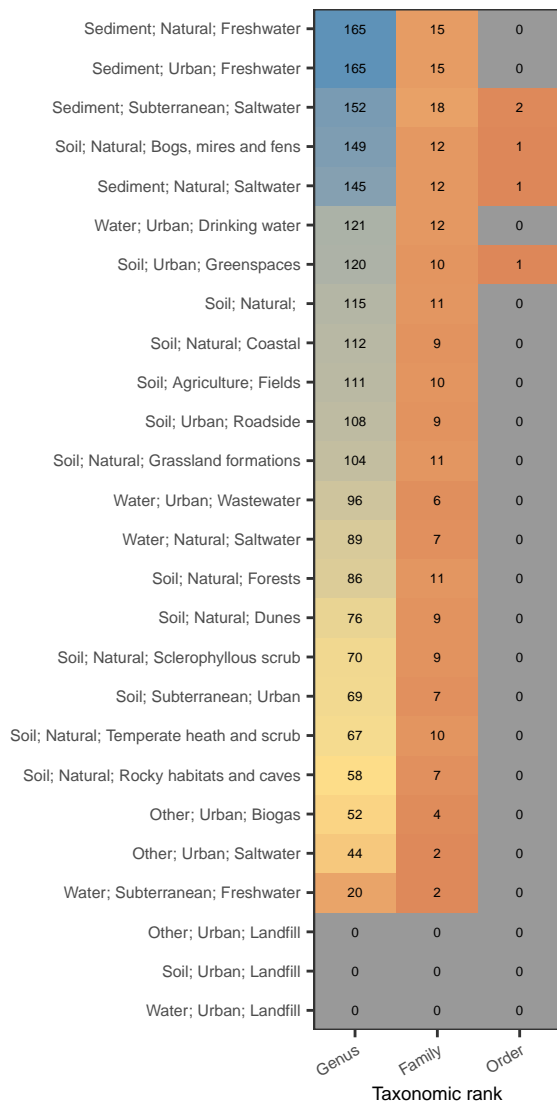 Sediment; Natural; Freshwater 165 15 0
Sediment; Urban; Freshwater 165 15 0
Sediment; Subterranean; Saltwater 152 18 2
Soil; Natural; Bogs, mires and fens 149 12 1
Sediment; Natural; Saltwater 145 12 1
Water; Urban; Drinking water 121 12 0
Soil; Urban; Greenspaces 120 10 1
Soil; Natural; 115 11 0
Soil; Natural; Coastal 112 9 0
Soil; Agriculture; Fields 111 10 0
Soil; Urban; Roadside 108 9 0
Soil; Natural; Grassland formations 104 11 0
Water; Urban; Wastewater 96 6 0
Water; Natural; Saltwater 89 7 0
Soil; Natural; Forests 86 11 0
Soil; Natural; Dunes 76 9 0
Soil; Natural; Sclerophyllous scrub 70 9 0
Soil; Subterranean; Urban 69 7 0
Soil; Natural; Temperate heath and scrub 67 10 0
Soil; Natural; Rocky habitats and caves 58 7 0
Other; Urban; Biogas 52 4 0
Other; Urban; Saltwater 44 2 0
Water; Subterranean; Freshwater 20 2 0
Other; Urban; Landfill 0 0 0
Soil; Urban; Landfill 0 0 0
Water; Urban; Landfill 0 0 0
Genus Family Order
Taxonomic rank